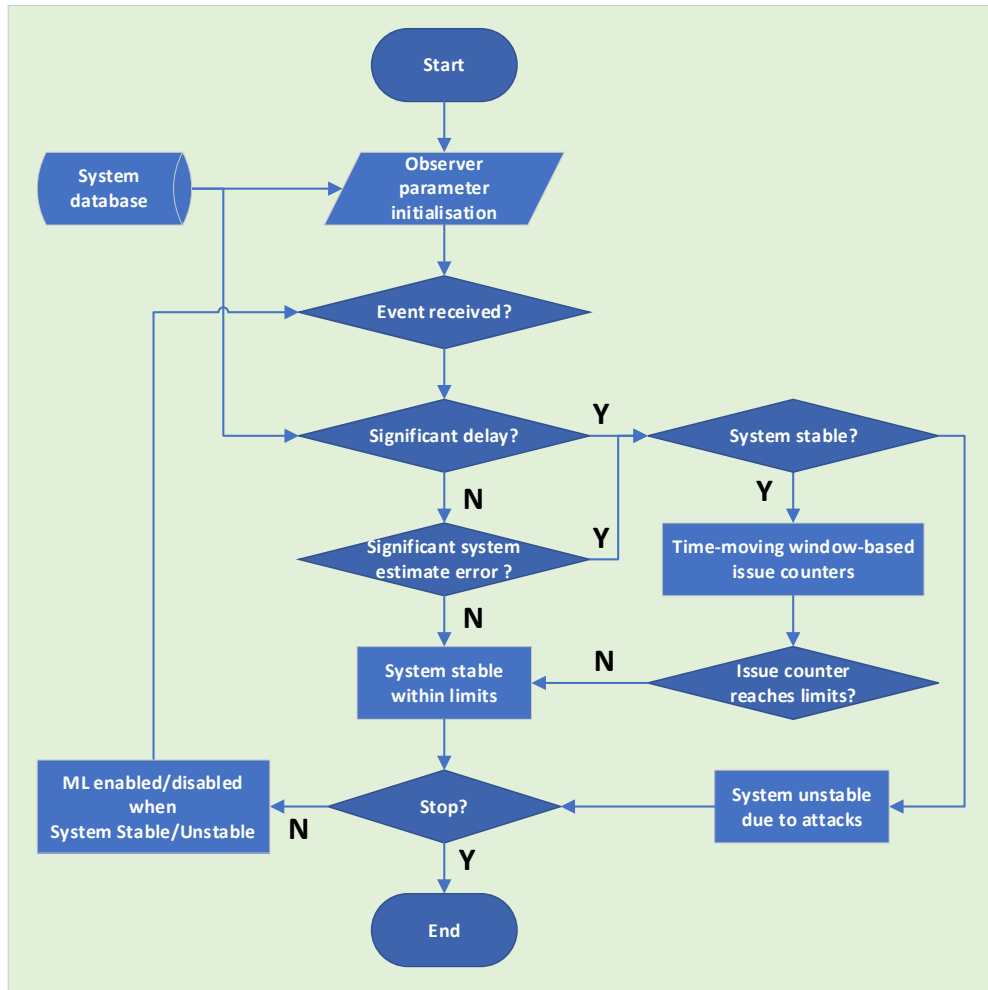 Start
System
database
Observer
parameter
initialisation
Event received?
Significant delay?
Y
System stable?
N
Y
Significant system
estimate error ?
Y
Time-moving window-based
issue counters
N
System stable
within limits
N
Issue counter
reaches limits?
ML enabled/disabled
when
System Stable/Unstable
N
Stop?
System unstable
due to attacks
Y
End